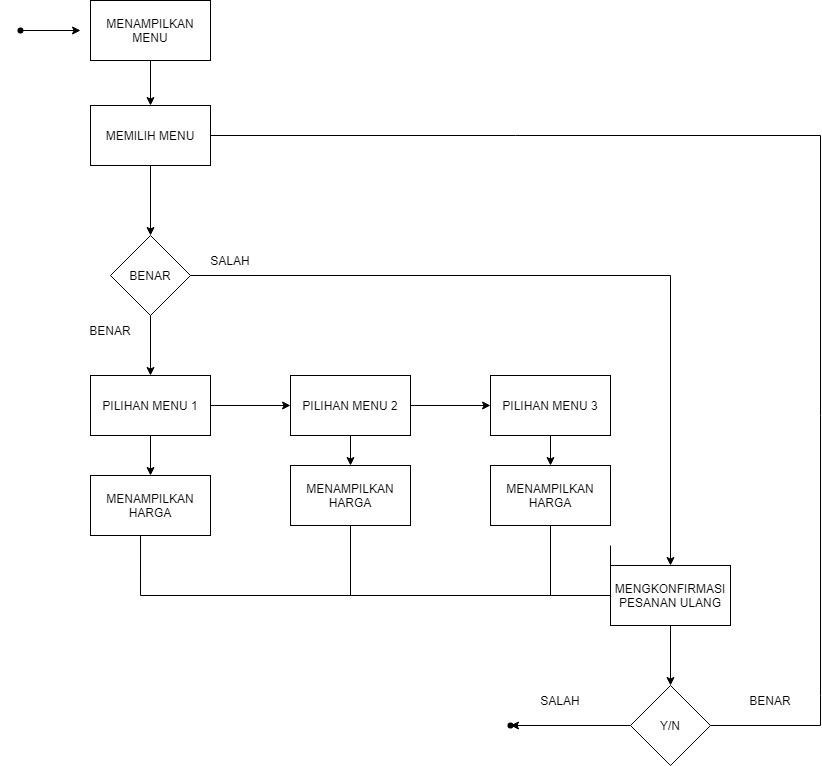 MENAMPILKAN
MENU
MEMILIH MENU
SALAH
BENAR
BENAR
PILIHAN MENU 1
PILIHAN MENU 2
PILIHAN MENU 3
MENAMPILKAN
HARGA
MENAMPILKAN
HARGA
MENAMPILKAN
HARGA
MENGKONFIRMASI
PESANAN ULANG
SALAH
BENAR
Y/N